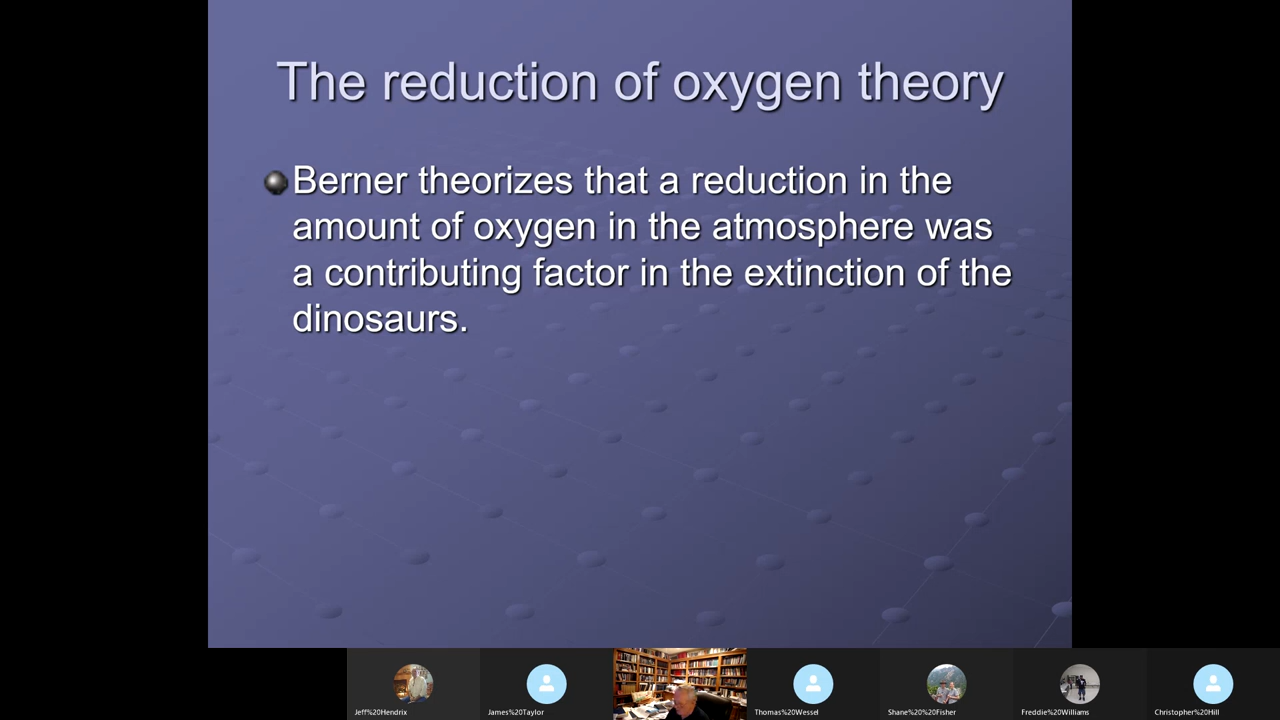 The reduction of oxygen theory
Berner theorizes that a reduction in the
amount of oxygen in the atmosphere was
a contributing factor in the extinction of the
dinosaurs.
Jeff%20Hendrix
James%20Taylor
Thomas%20Wessel
Shane%20%20Fisher
Freddie%20Williams
Christopher%20Hill